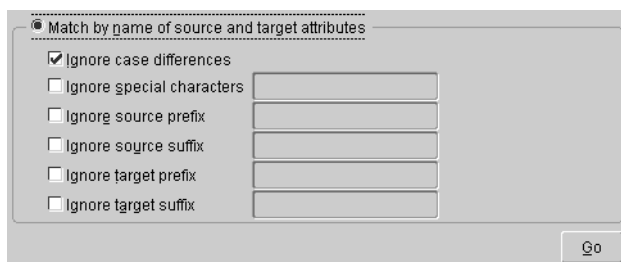 Match by name of source and target attributes
Ignore case differences
Ignore special characters
Ignore source prefix
Ignore source suffix
Ignore target prefix
Ignore target suffix
Go